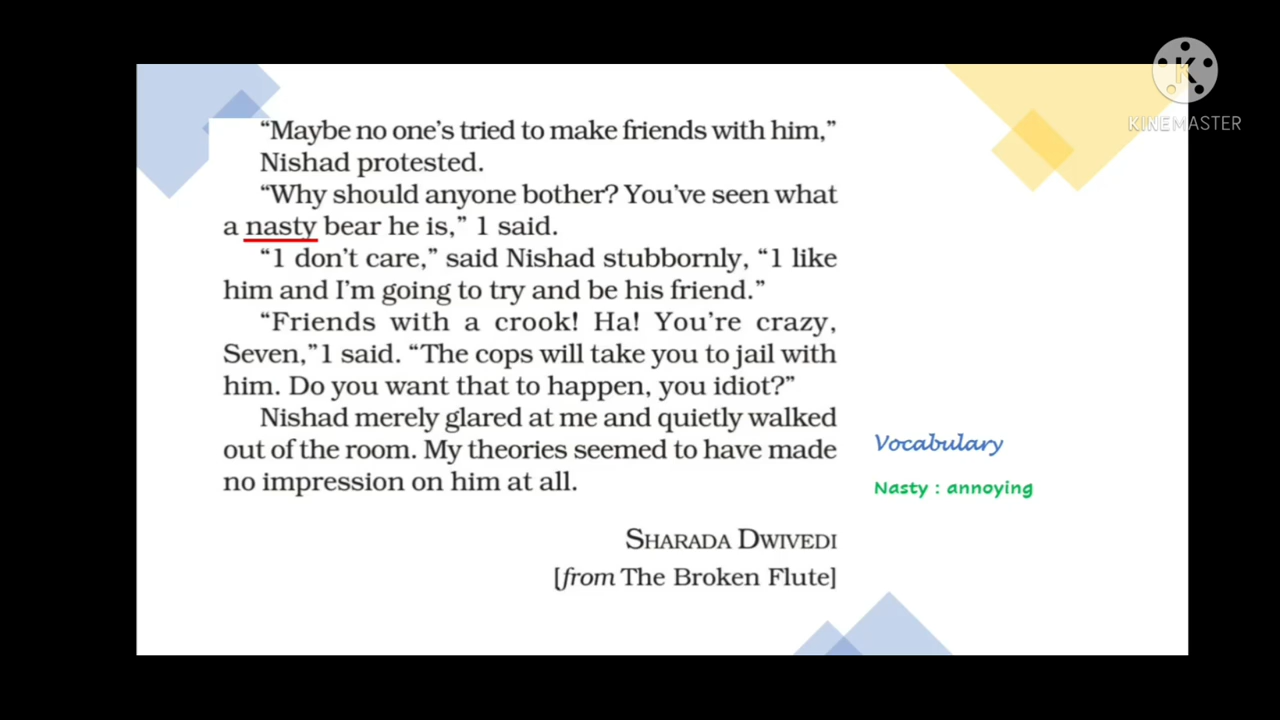 “Maybe no one’s tried to make friends with him,”
Nishad protested.
“Why should anyone bother? You’ve seen what
a nasty bear he is,” 1 said.
“1 don’t care,” said Nishad stubbornly, “1 like
him and I’m going to try and be his friend.”
“Friends with a crook! Ha! You’re crazy,
Seven,”1 said. “The cops will take you to jail with
him. Do you want that to happen, you idiot?”
Nishad merely glared at me and quietly walked
out of the room. My theories seemed to have made
no impression on him at all.
SHARADA DWIVEDI
[from The Broken Flute]
Vocabulary
Nasty : annoying
K
KINEMASTER